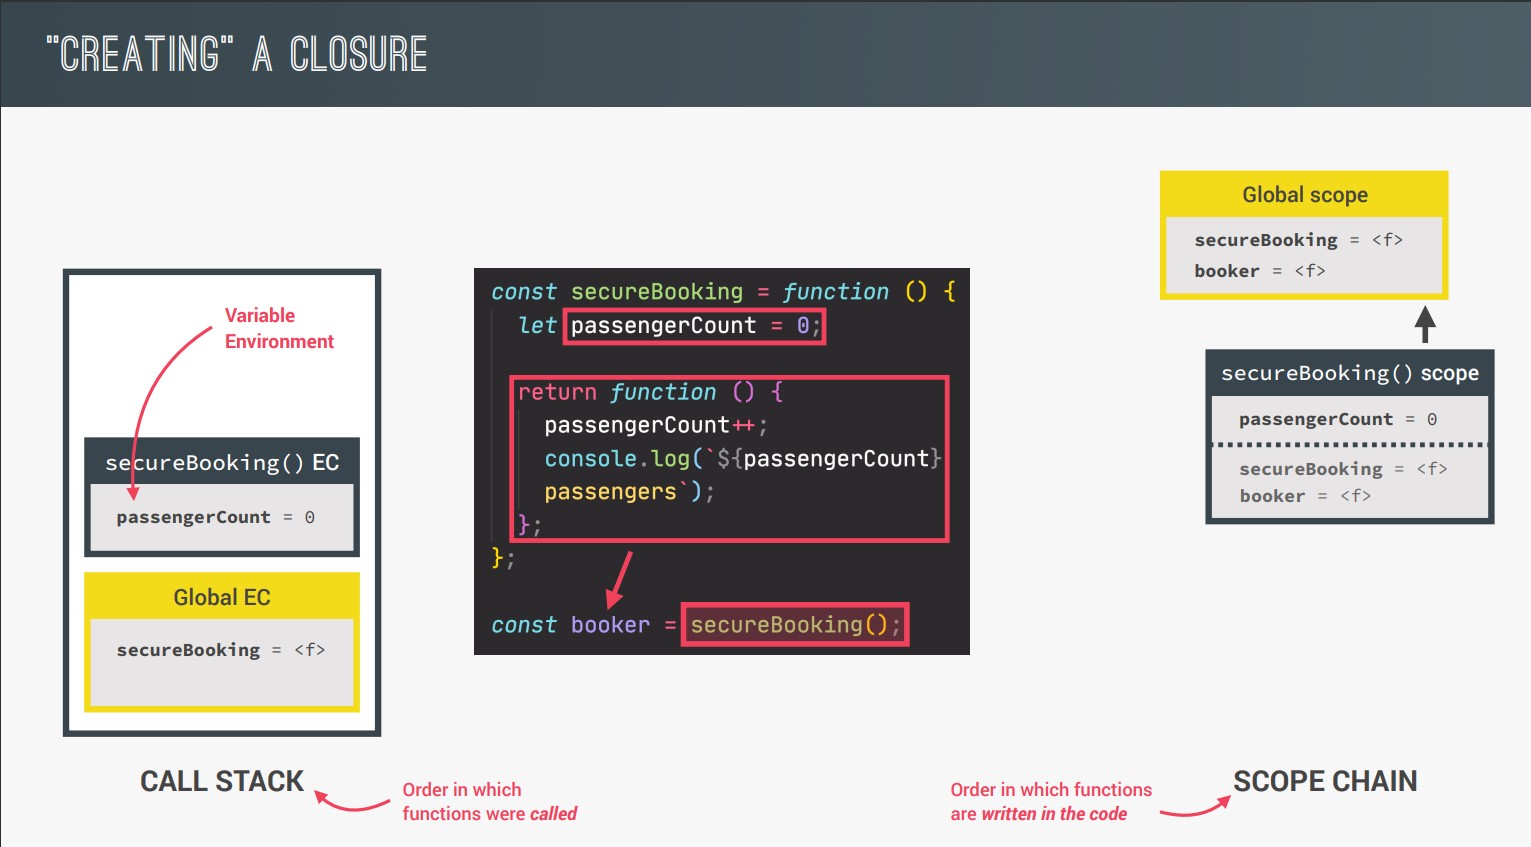 "CREATING" A CLOSURE
Variable
Environment
secureBooking() EC
passengerCount = 0
Global EC
secureBooking = <f>
CALL STACK
Order in which
functions were called
const secureBooking = function () {
let passengerCount = 0;
return function () {
passengerCount++;
console.log(`${passengerCount}
passengers`);
};
};
const booker = secureBooking();
Global scope
secureBooking = <f>
booker = <f>
secureBooking() scope
passengerCount = 0
secureBooking = <f>
booker = <f>
Order in which functions
are written in the code
SCOPE CHAIN